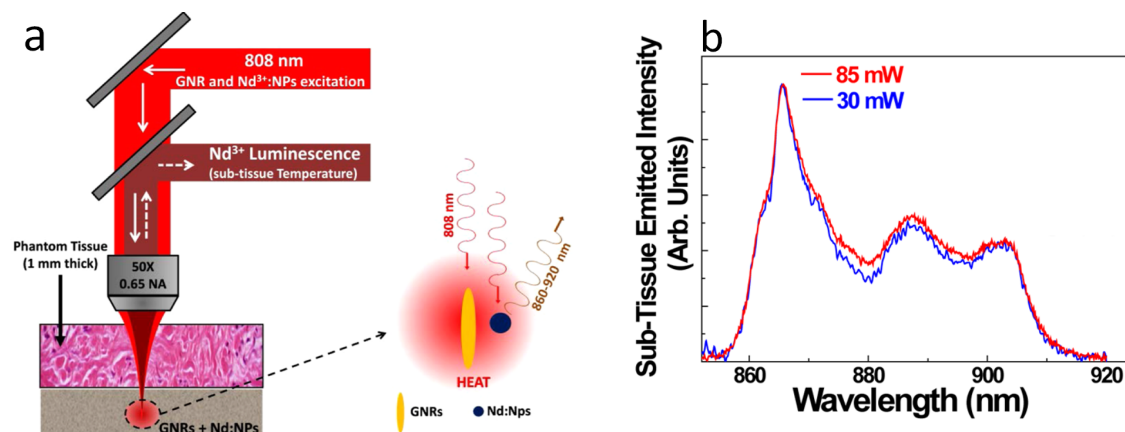 a
808 nm
GNR and Nd³⁺:NPs excitation
Nd³⁺ Luminescence
(sub-tissue Temperature)
Phantom Tissue
(1 mm thick)
50X
0.65 NA
GNRs + Nd:NPs
808 nm
860-920 nm
HEAT
GNRs
Nd:Nps
b
85 mW
30 mW
Sub-Tissue Emitted Intensity
(Arb. Units)
860
880
900
920
Wavelength (nm)